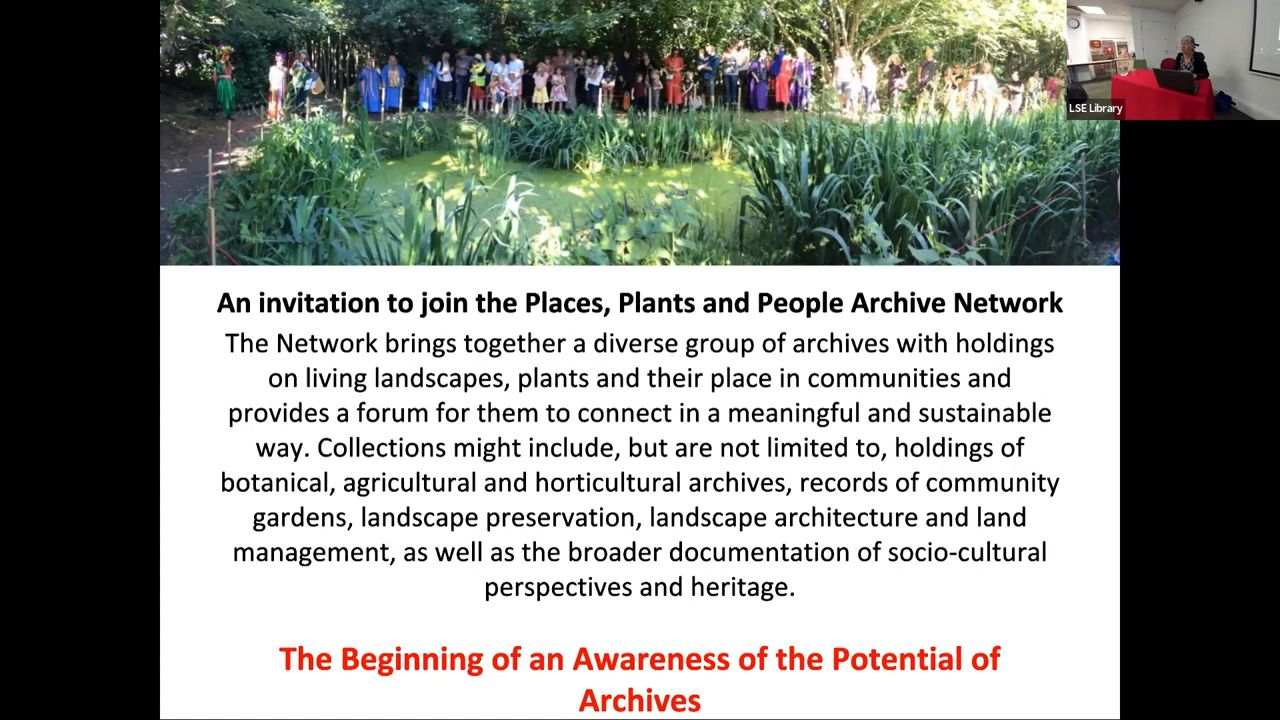 LSE Library
An invitation to join the Places, Plants and People Archive Network
The Network brings together a diverse group of archives with holdings
on living landscapes, plants and their place in communities and
provides a forum for them to connect in a meaningful and sustainable
way. Collections might include, but are not limited to, holdings of
botanical, agricultural and horticultural archives, records of community
gardens, landscape preservation, landscape architecture and land
management, as well as the broader documentation of socio-cultural
perspectives and heritage.
The Beginning of an Awareness of the Potential of
Archives